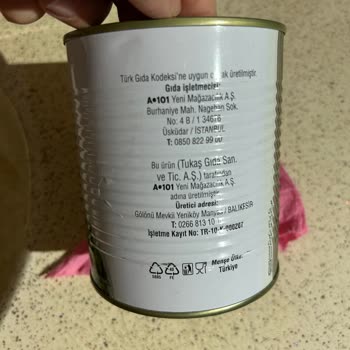 Türk Gıda Kodeksi'ne uygun olarak üretilmiştir.
Gıda işletmecisi:
A101 Yeni Mağazacılık A.Ş.
Burhaniye Mah. Nagehan Sok.
No: 4 B / 1 34676
Üsküdar / İSTANBUL
T: 0850 822 99 00
Bu ürün (Tukaş Gıda San.
ve Tic. A.Ş.) tarafından
A101 Yeni Mağazacılık A.Ş.
adına üretilmiştir.
Üretici adresi:
Gölönü Mevkii Yeniköy Manyas / BALIKESİR
T: 0266 813 10
İşletme Kayıt No: TR-10-K-
Menşe Ülke:
Türkiye